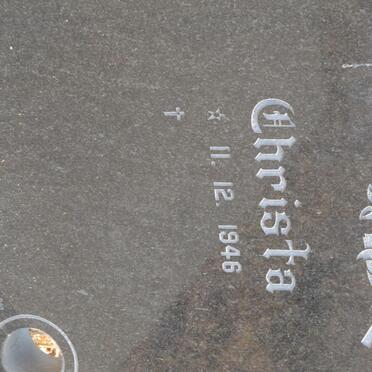 Christa
☆ 11. 12. 1946
✝